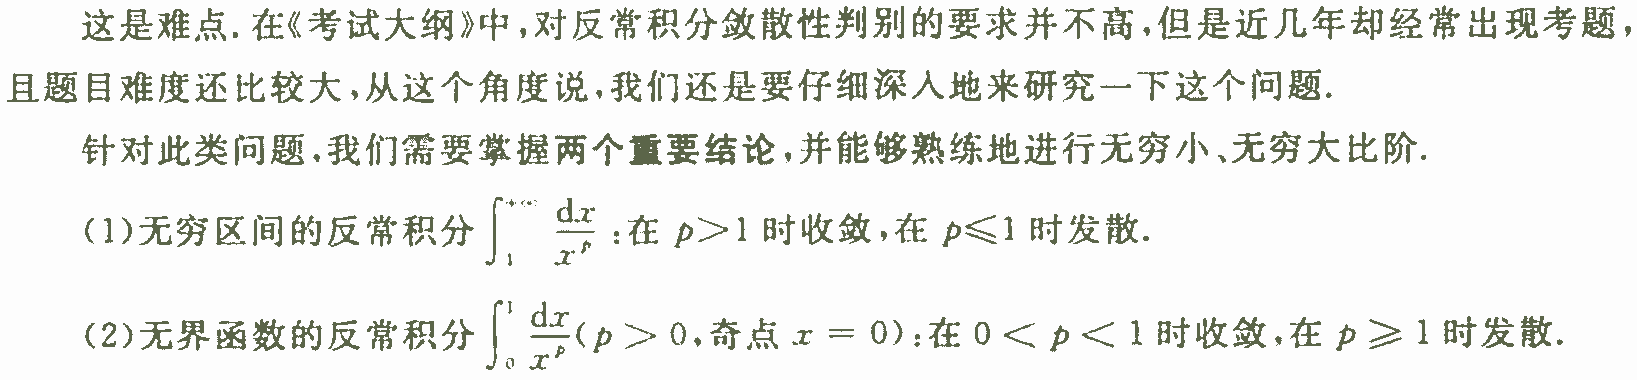 这是难点.在《考试大纲》中,对反常积分敛散性判别的要求并不高,但是近几年却经常出现考题,
且题目难度还比较大,从这个角度说,我们还是要仔细深入地来研究一下这个问题.
针对此类问题,我们需要掌握两个重要结论,并能够熟练地进行无穷小、无穷大比阶.
(1)无穷区间的反常积分 $\int_{1}^{+\infty} \frac{\mathrm{d}x}{x^p}$ :在 p>1 时收敛,在 p≤1 时发散.
(2)无界函数的反常积分 $\int_{0}^{1} \frac{\mathrm{d}x}{x^p}$ (p > 0,奇点 x = 0):在 0 < p < 1 时收敛,在 p ≥ 1 时发散.